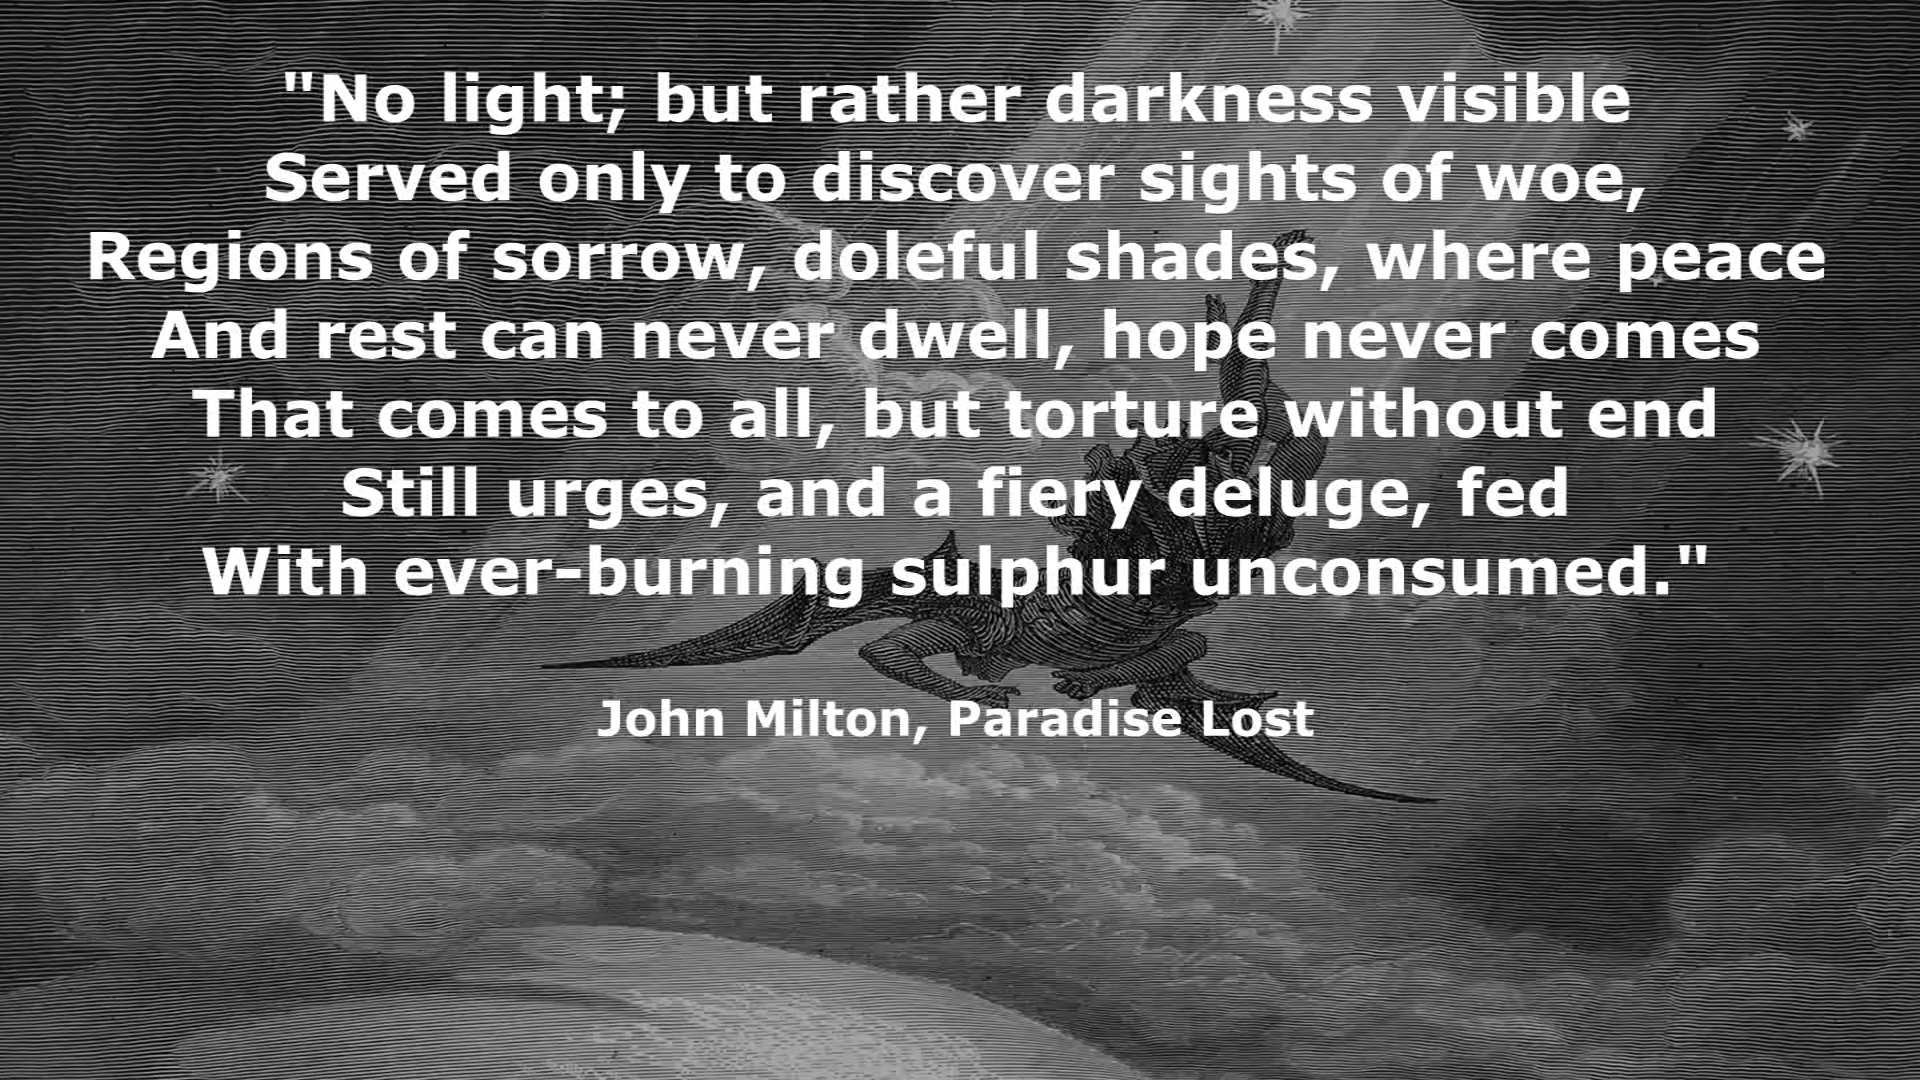 "No light; but rather darkness visible
Served only to discover sights of woe,
Regions of sorrow, doleful shades, where peace
And rest can never dwell, hope never comes
That comes to all, but torture without end
Still urges, and a fiery deluge, fed
With ever-burning sulphur unconsumed."
John Milton, Paradise Lost